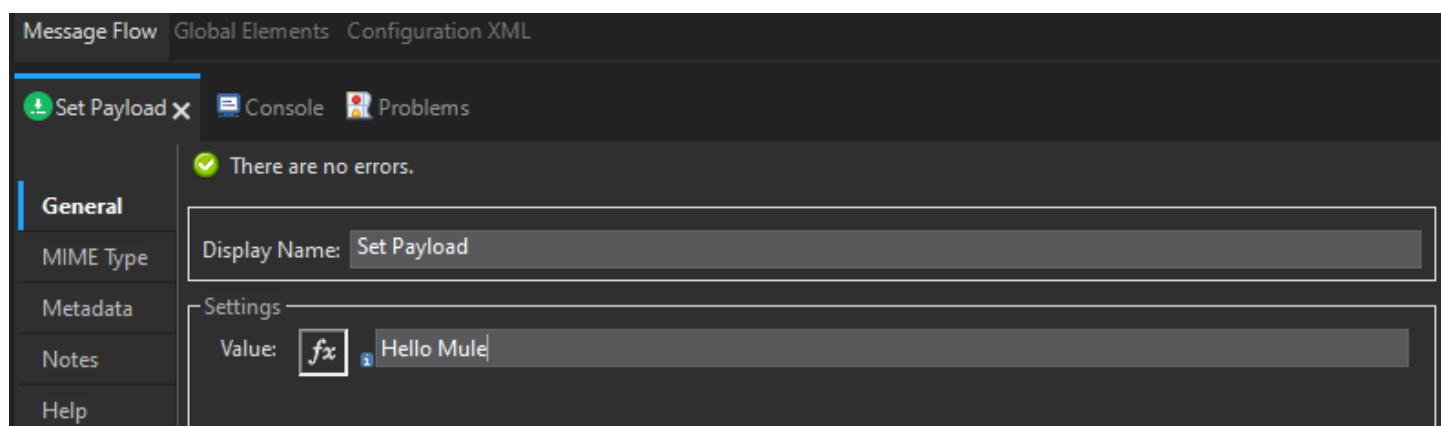 Message Flow Global Elements Configuration XML
Set Payload Console Problems
There are no errors.
General
Display Name: Set Payload
MIME Type
Metadata
Settings
Value: fx Hello Mule
Notes
Help